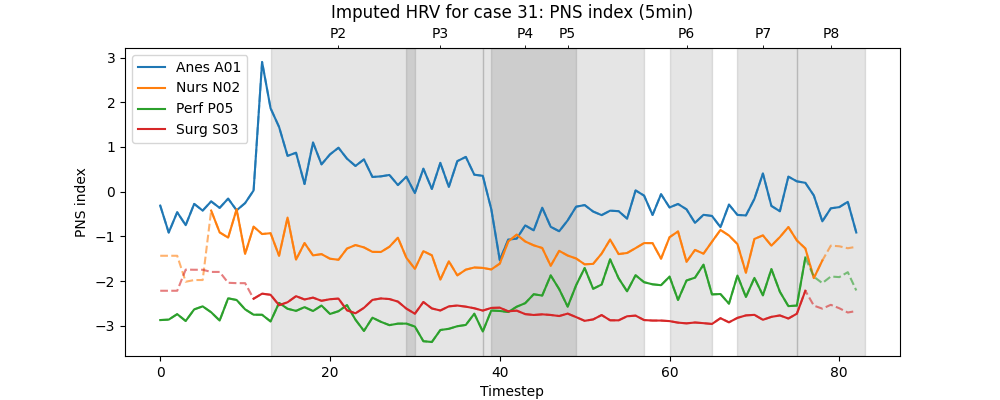 Imputed HRV for case 31: PNS index (5min)
P2 P3 P4 P5 P6 P7 P8
Anes A01
Nurs N02
Perf P05
Surg S03
PNS index
3
2
1
0
−1
−2
−3
0 20 40 60 80
Timestep